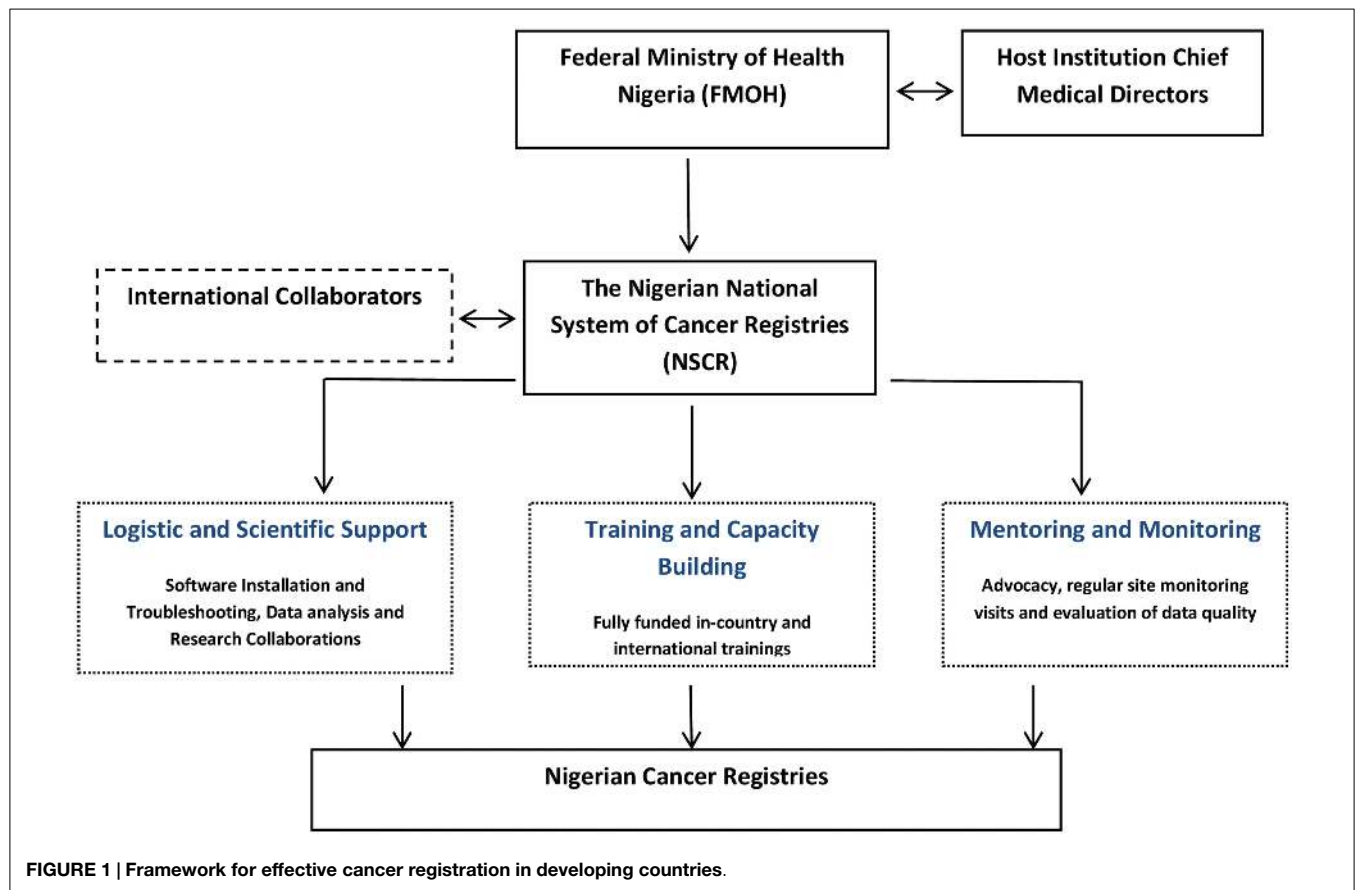 Federal Ministry of Health
Nigeria (FMOH)
Host Institution Chief
Medical Directors
International Collaborators
The Nigerian National
System of Cancer Registries
(NSCR)
Logistic and Scientific Support
Software Installation and
Troubleshooting, Data analysis and
Research Collaborations
Training and Capacity
Building
Fully funded in-country and
international trainings
Mentoring and Monitoring
Advocacy, regular site monitoring
visits and evaluation of data quality
Nigerian Cancer Registries
FIGURE 1 | Framework for effective cancer registration in developing countries.